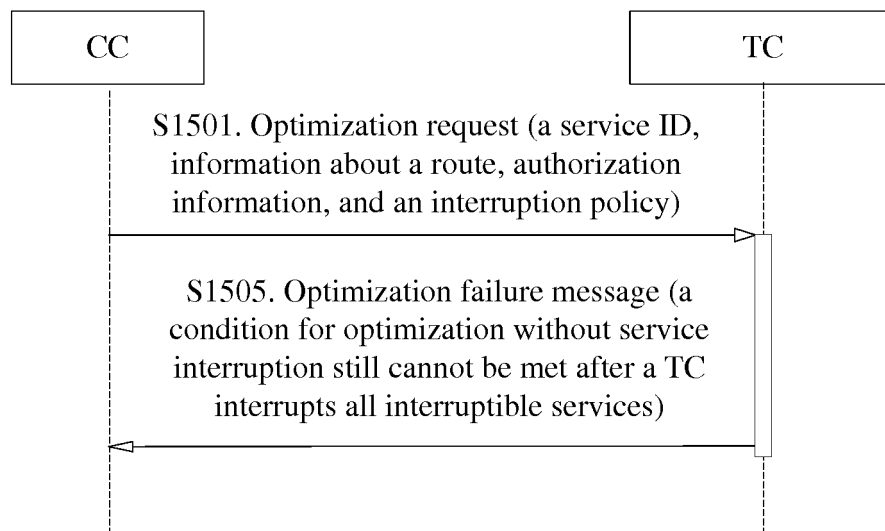 CC
TC
S1501. Optimization request (a service ID,
information about a route, authorization
information, and an interruption policy)
S1505. Optimization failure message (a
condition for optimization without service
interruption still cannot be met after a TC
interrupts all interruptible services)